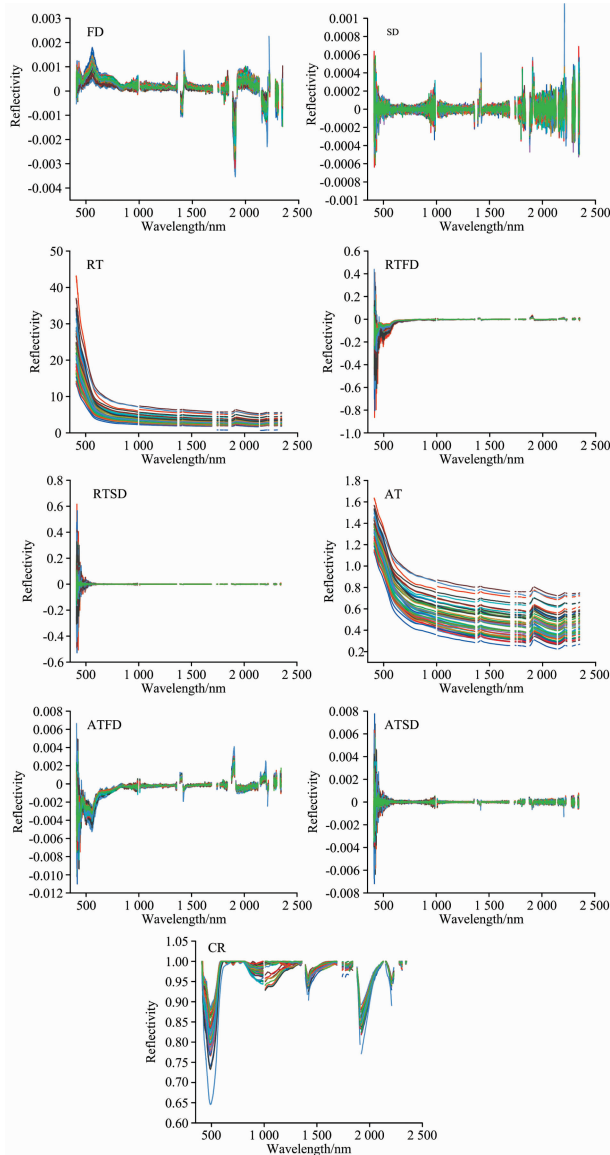 FD
Reflectivity
0.003
0.002
0.001
0
-0.001
-0.002
-0.003
-0.004
500 1 000 1 500 2 000 2 500
Wavelength/nm
SD
Reflectivity
0.001
0.0008
0.0006
0.0004
0.0002
0
-0.0002
-0.0004
-0.0006
-0.0008
-0.001
500 1 000 1 500 2 000 2 500
Wavelength/nm
RT
Reflectivity
50
40
30
20
10
0
500 1 000 1 500 2 000 2 500
Wavelength/nm
RTFD
Reflectivity
0.6
0.4
0.2
0
-0.2
-0.4
-0.6
-0.8
-1.0
500 1 000 1 500 2 000 2 500
Wavelength/nm
RTSD
Reflectivity
0.8
0.6
0.4
0.2
0
-0.2
-0.4
-0.6
500 1 000 1 500 2 000 2 500
Wavelength/nm
AT
Reflectivity
1.8
1.6
1.4
1.2
1.0
0.8
0.6
0.4
0.2
500 1 000 1 500 2 000 2 500
Wavelength/nm
ATFD
Reflectivity
0.008
0.006
0.004
0.002
0
-0.002
-0.004
-0.006
-0.008
-0.010
-0.012
500 1 000 1 500 2 000 2 500
Wavelength/nm
ATSD
Reflectivity
0.008
0.006
0.004
0.002
0
-0.002
-0.004
-0.006
-0.008
500 1 000 1 500 2 000 2 500
Wavelength/nm
CR
Reflectivity
1.05
1.00
0.95
0.90
0.85
0.80
0.75
0.70
0.65
0.60
500 1 000 1 500 2 000 2 500
Wavelength/nm